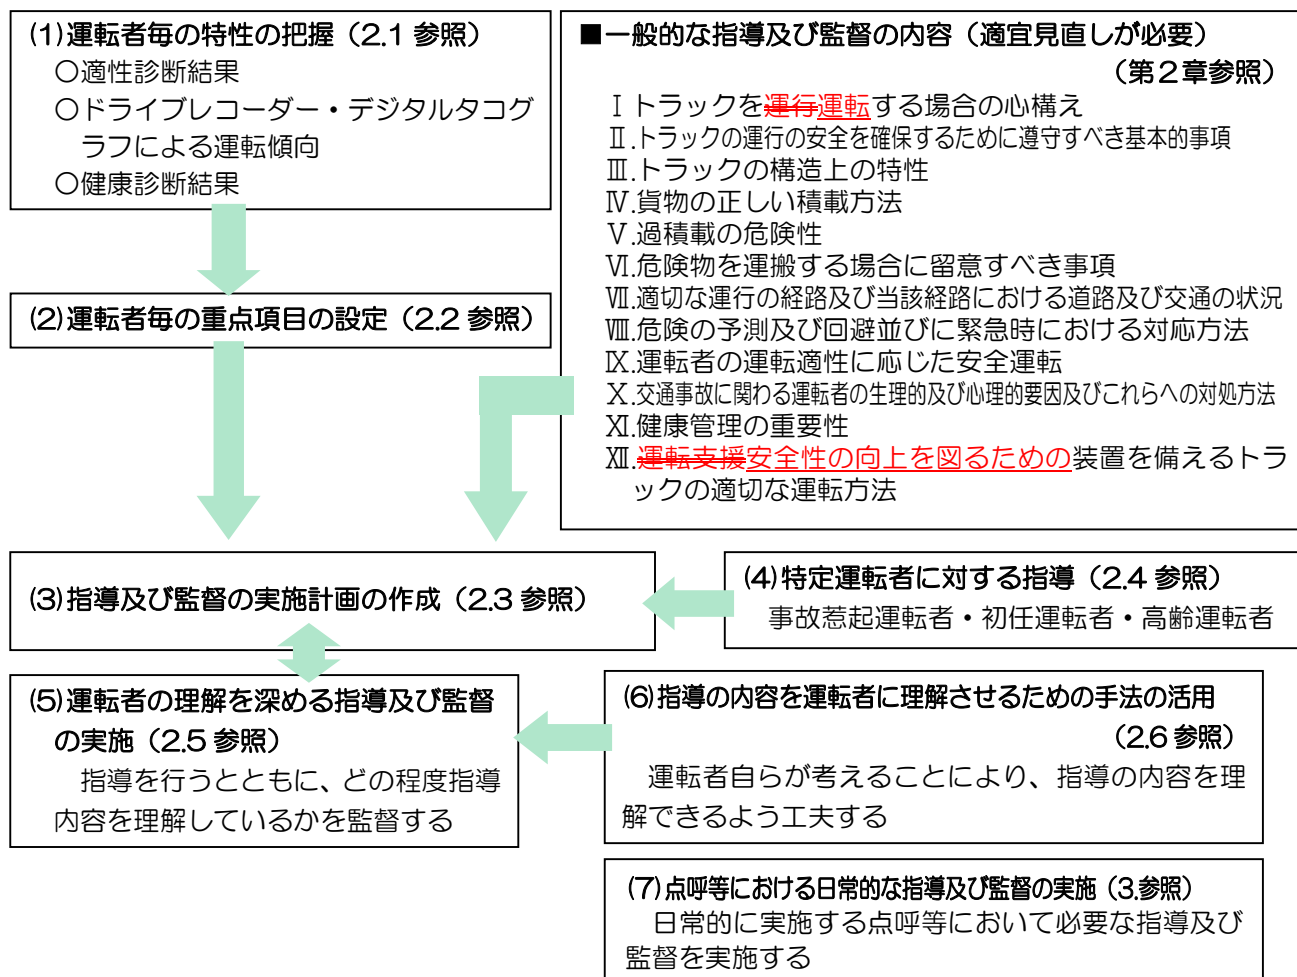 (1)運転者毎の特性の把握（2.1 参照）
〇適性診断結果
〇ドライブレコーダー・デジタルタコグ
ラフによる運転傾向
〇健康診断結果
(2)運転者毎の重点項目の設定（2.2 参照）
■一般的な指導及び監督の内容（適宜見直しが必要）
（第２章参照）
Ⅰトラックを運行運転する場合の心構え
Ⅱ.トラックの運行の安全を確保するために遵守すべき基本的事項
Ⅲ.トラックの構造上の特性
Ⅳ.貨物の正しい積載方法
Ⅴ.過積載の危険性
Ⅵ.危険物を運搬する場合に留意すべき事項
Ⅶ.適切な運行の経路及び当該経路における道路及び交通の状況
Ⅷ.危険の予測及び回避並びに緊急時における対応方法
Ⅸ.運転者の運転適性に応じた安全運転
Ⅹ.交通事故に関わる運転者の生理的及び心理的要因及びこれらへの対処方法
Ⅺ.健康管理の重要性
Ⅻ.運転支援安全性の向上を図るための装置を備えるトラ
ックの適切な運転方法
(3)指導及び監督の実施計画の作成（2.3 参照）
(4)特定運転者に対する指導（2.4 参照）
事故惹起運転者・初任運転者・高齢運転者
(5)運転者の理解を深める指導及び監督
の実施（2.5 参照）
指導を行うとともに、どの程度指導
内容を理解しているかを監督する
(6)指導の内容を運転者に理解させるための手法の活用
（2.6 参照）
運転者自らが考えることにより、指導の内容を理
解できるよう工夫する
(7)点呼等における日常的な指導及び監督の実施（3.参照）
日常的に実施する点呼等において必要な指導及び
監督を実施する